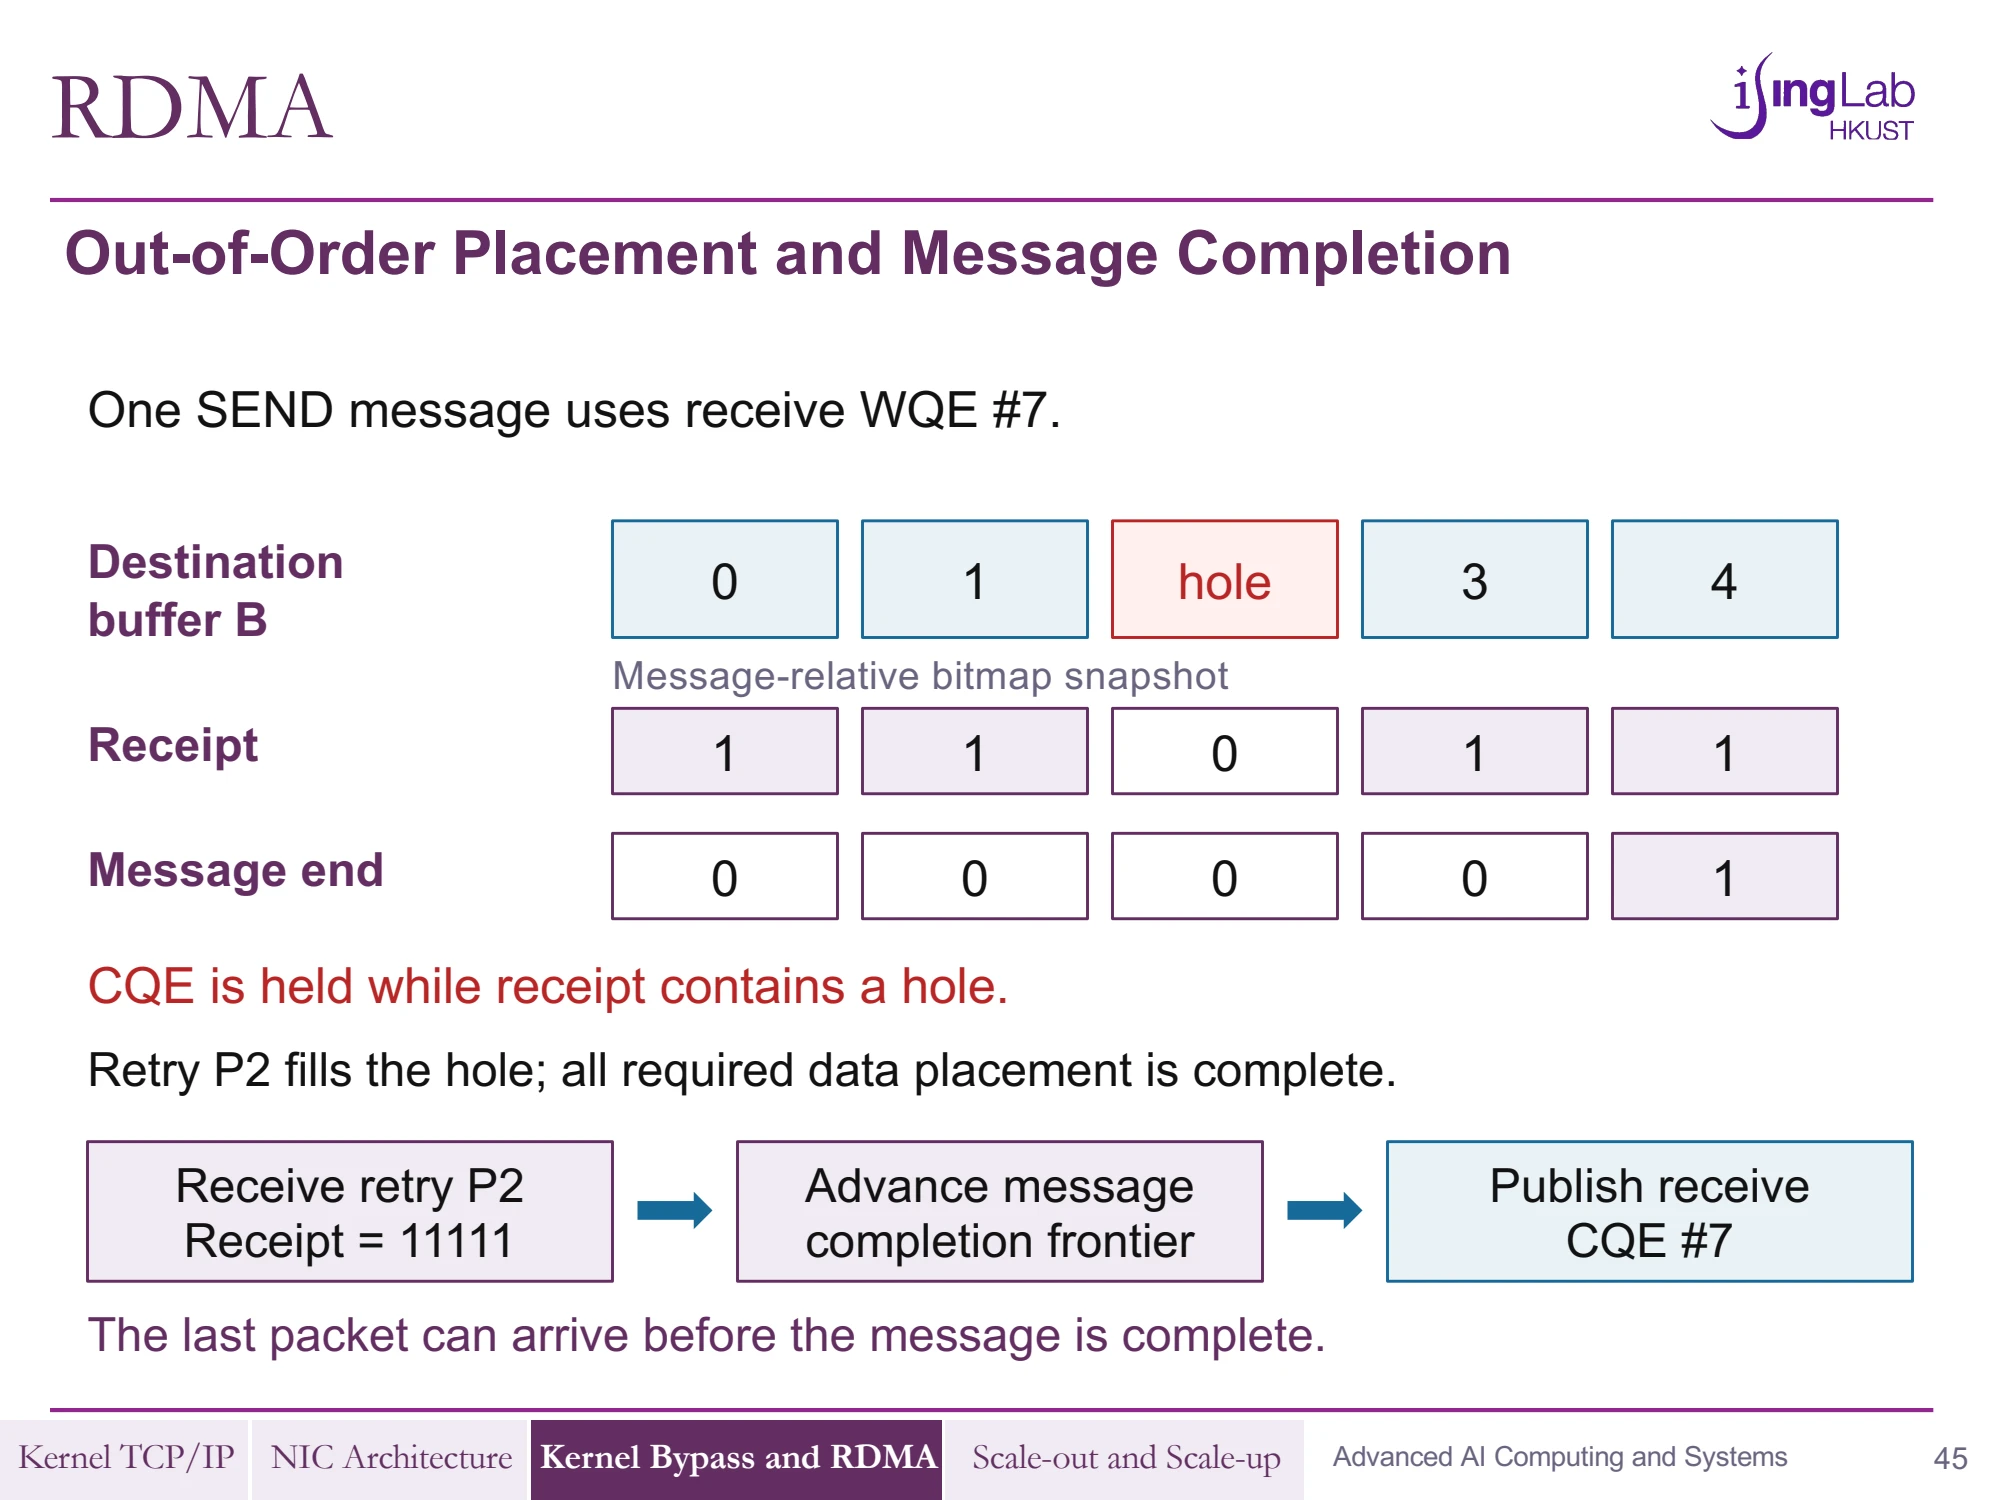 RDMA
isingLab
HKUST
Out-of-Order Placement and Message Completion
One SEND message uses receive WQE #7.
Destination
buffer B
0 1 hole 3 4
Message-relative bitmap snapshot
Receipt
1 1 0 1 1
Message end
0 0 0 0 1
CQE is held while receipt contains a hole.
Retry P2 fills the hole; all required data placement is complete.
Receive retry P2
Receipt = 11111
Advance message
completion frontier
Publish receive
CQE #7
The last packet can arrive before the message is complete.
Kernel TCP/IP NIC Architecture Kernel Bypass and RDMA Scale-out and Scale-up Advanced AI Computing and Systems 45